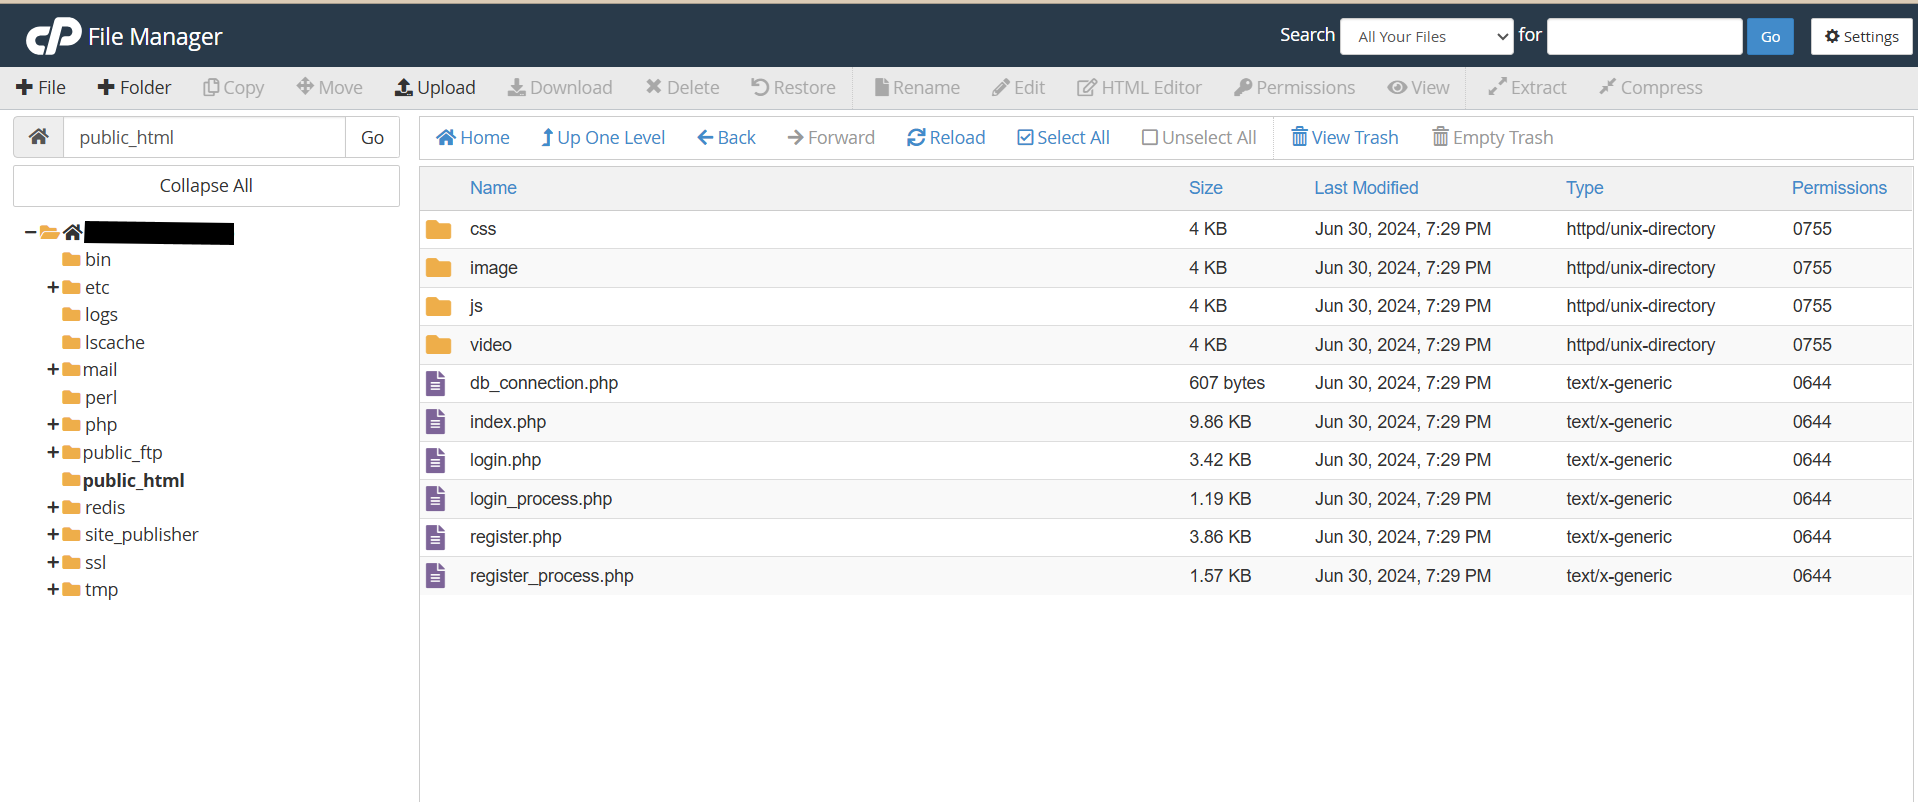 cP File Manager Search All Your Files for Go Settings
File Folder Copy Move Upload Download Delete Restore Rename Edit HTML Editor Permissions View Extract Compress
public_html Go
Home Up One Level Back Forward Reload Select All Unselect All View Trash Empty Trash
Collapse All
bin
etc
logs
lscache
mail
perl
php
public_ftp
public_html
redis
site_publisher
ssl
tmp
Name Size Last Modified Type Permissions
css 4 KB Jun 30, 2024, 7:29 PM httpd/unix-directory 0755
image 4 KB Jun 30, 2024, 7:29 PM httpd/unix-directory 0755
js 4 KB Jun 30, 2024, 7:29 PM httpd/unix-directory 0755
video 4 KB Jun 30, 2024, 7:29 PM httpd/unix-directory 0755
db_connection.php 607 bytes Jun 30, 2024, 7:29 PM text/x-generic 0644
index.php 9.86 KB Jun 30, 2024, 7:29 PM text/x-generic 0644
login.php 3.42 KB Jun 30, 2024, 7:29 PM text/x-generic 0644
login_process.php 1.19 KB Jun 30, 2024, 7:29 PM text/x-generic 0644
register.php 3.86 KB Jun 30, 2024, 7:29 PM text/x-generic 0644
register_process.php 1.57 KB Jun 30, 2024, 7:29 PM text/x-generic 0644